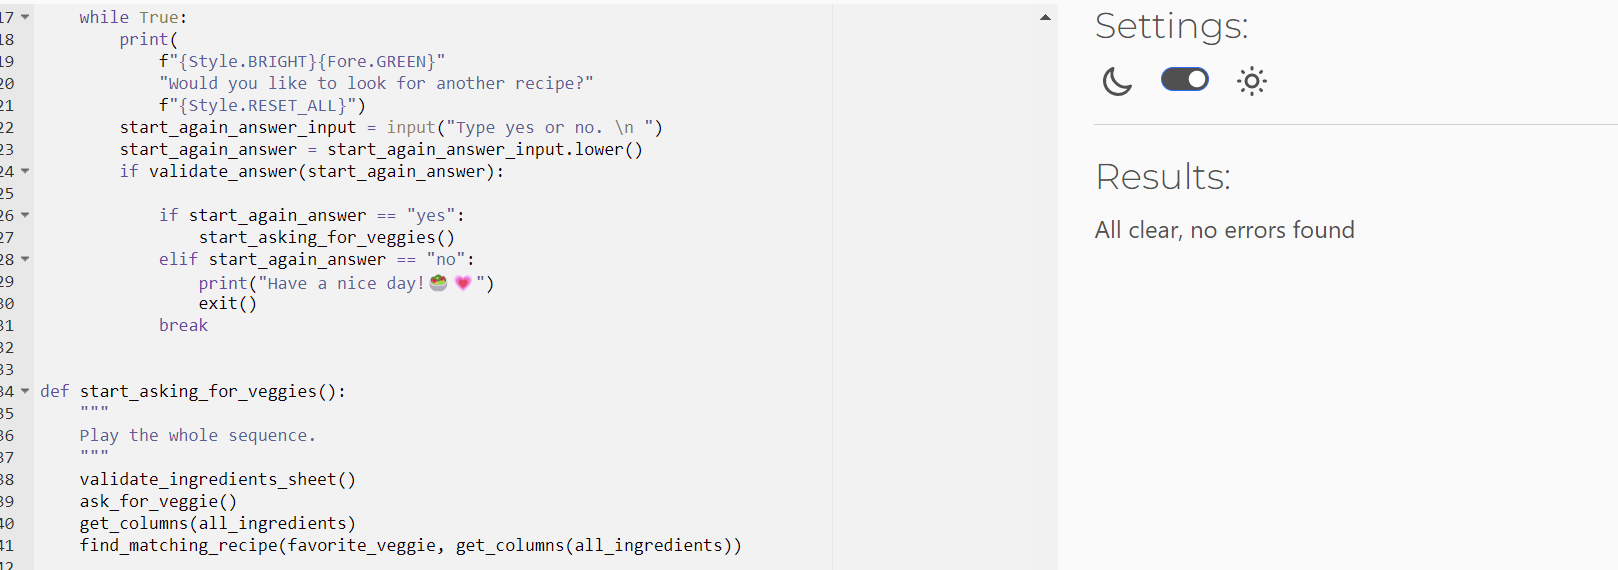 17 while True:
18 print(
19 f"{Style.BRIGHT}{Fore.GREEN}"
20 "Would you like to look for another recipe?"
21 f"{Style.RESET_ALL}")
22 start_again_answer_input = input("Type yes or no. \n ")
23 start_again_answer = start_again_answer_input.lower()
24 if validate_answer(start_again_answer):
25
26 if start_again_answer == "yes":
27 start_asking_for_veggies()
28 elif start_again_answer == "no":
29 print("Have a nice day!🥗 💗 ")
30 exit()
31 break
32
33
34 def start_asking_for_veggies():
35 """
36 Play the whole sequence.
37 """
38 validate_ingredients_sheet()
39 ask_for_veggie()
40 get_columns(all_ingredients)
41 find_matching_recipe(favorite_veggie, get_columns(all_ingredients))
42
Settings:
Results:
All clear, no errors found